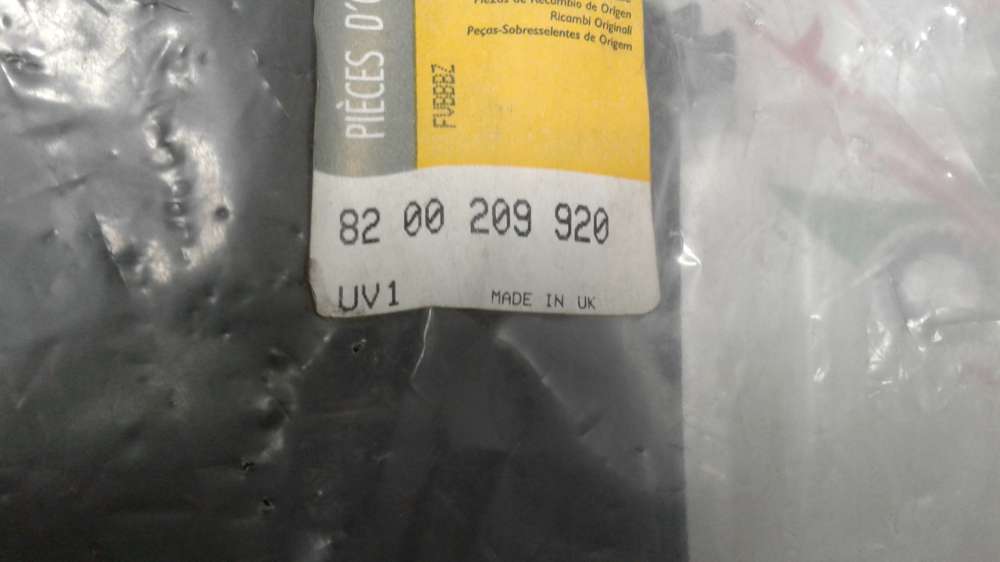 Piezas de Recambio de Origen
Ricambi Originali
Peças-Sobresselentes de Origem
PIÈCES D'O
FVBBBZ
82 00 209 920
UV1
MADE IN UK